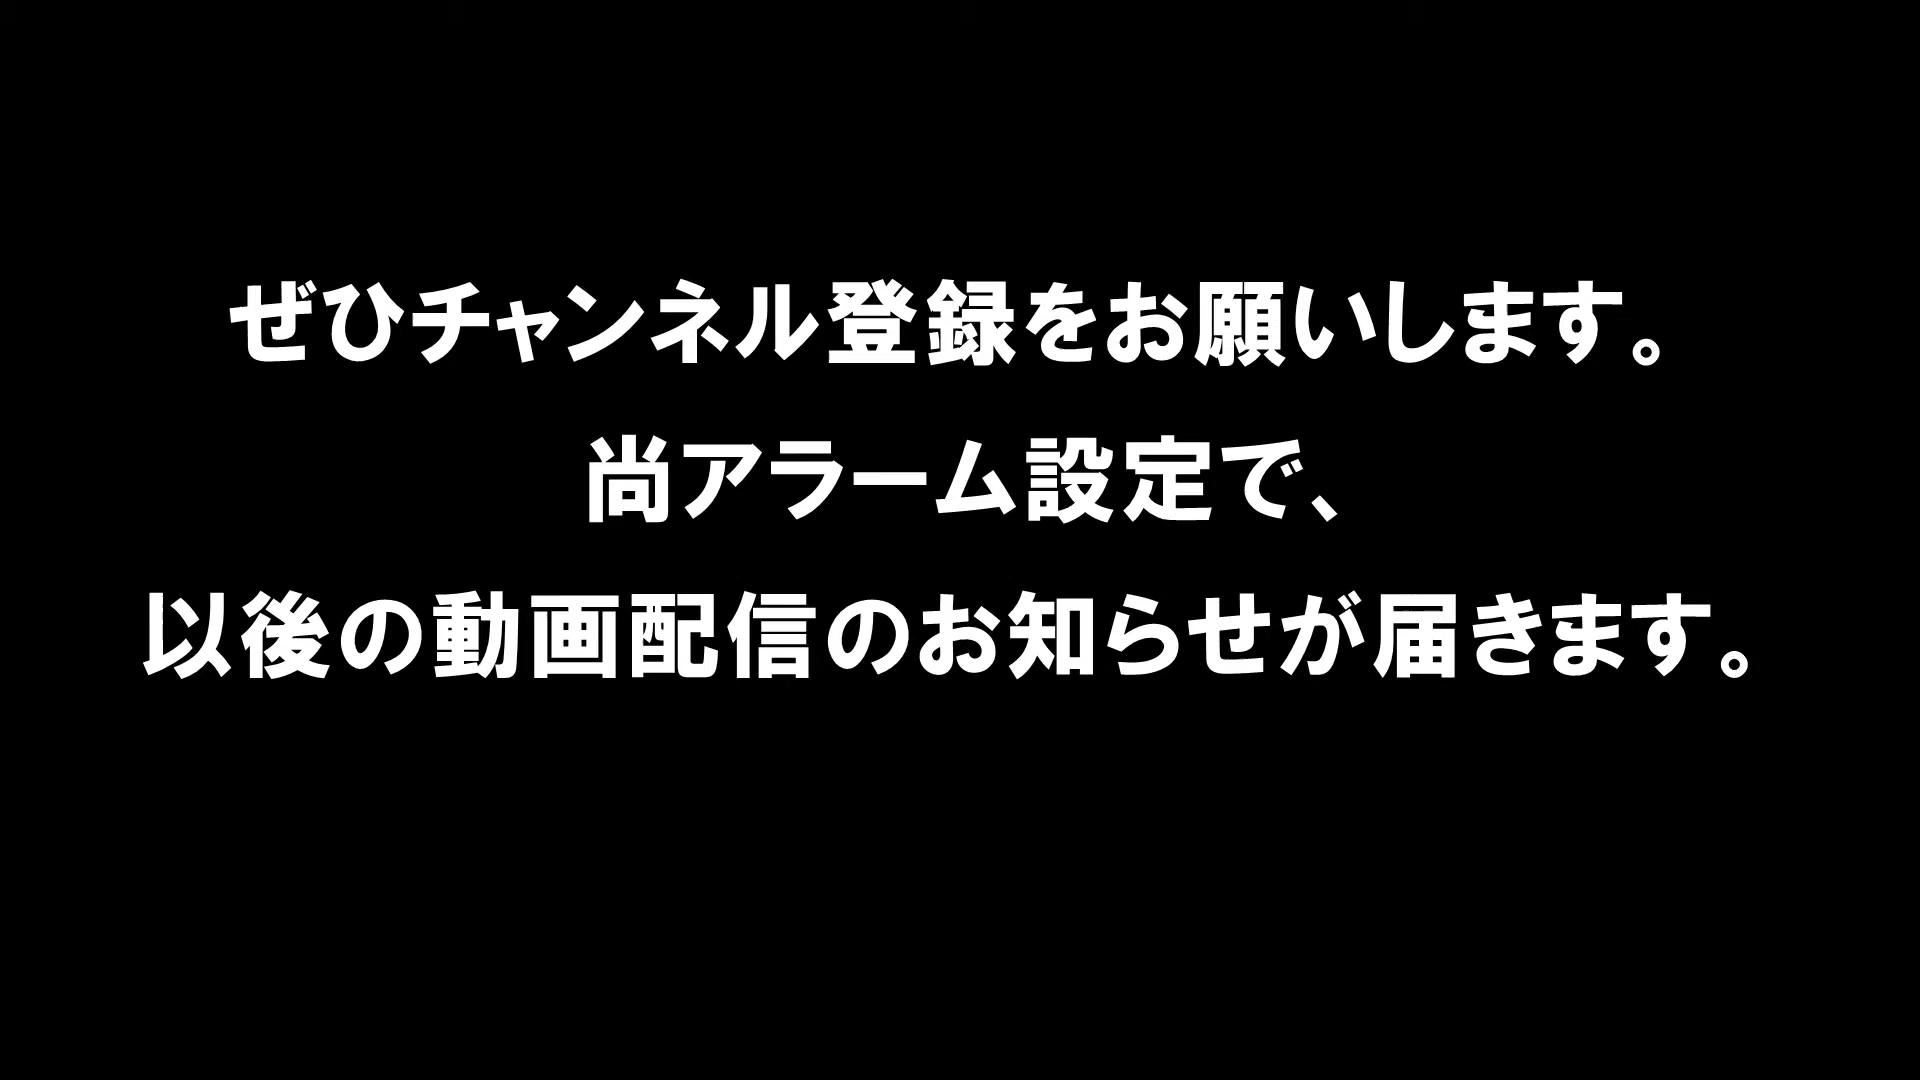 ぜひチャンネル登録をお願いします。
尚アラーム設定で、
以後の動画配信のお知らせが届きます。